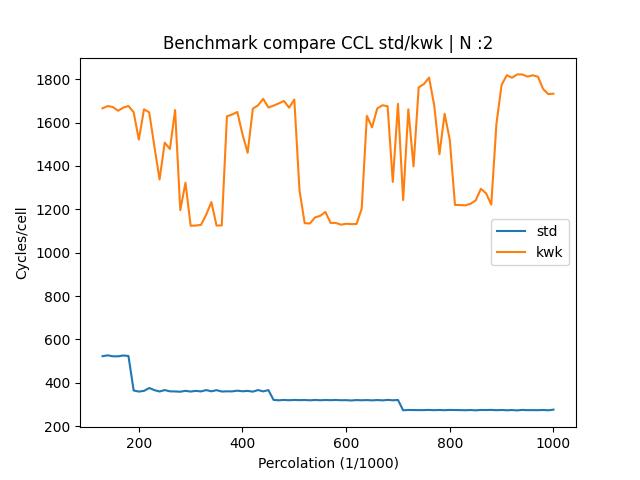 Benchmark compare CCL std/kwk | N :2
1800
1600
1400
1200
1000
800
600
400
200
Cycles/cell
std
kwk
200 400 600 800 1000
Percolation (1/1000)